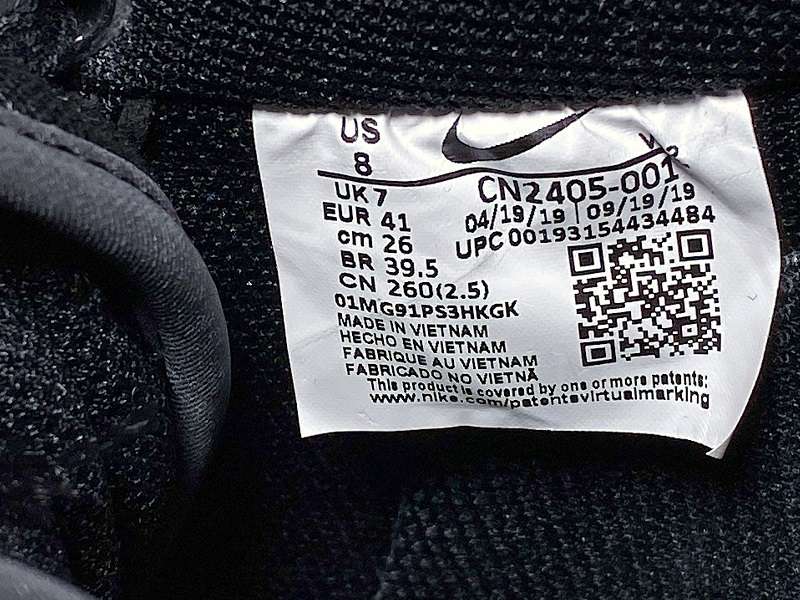 US
8
UK 7
EUR 41
cm 26
BR 39.5
CN 260(2.5)
01MG91PS3HKGK
CN2405-001
04/19/19 | 09/19/19
UPC 00193154434484
MADE IN VIETNAM
HECHO EN VIETNAM
FABRIQUE AU VIETNAM
FABRICADO NO VIETNÃ
This product is covered by one or more patents:
www.nike.com/patentsvirtualmarking